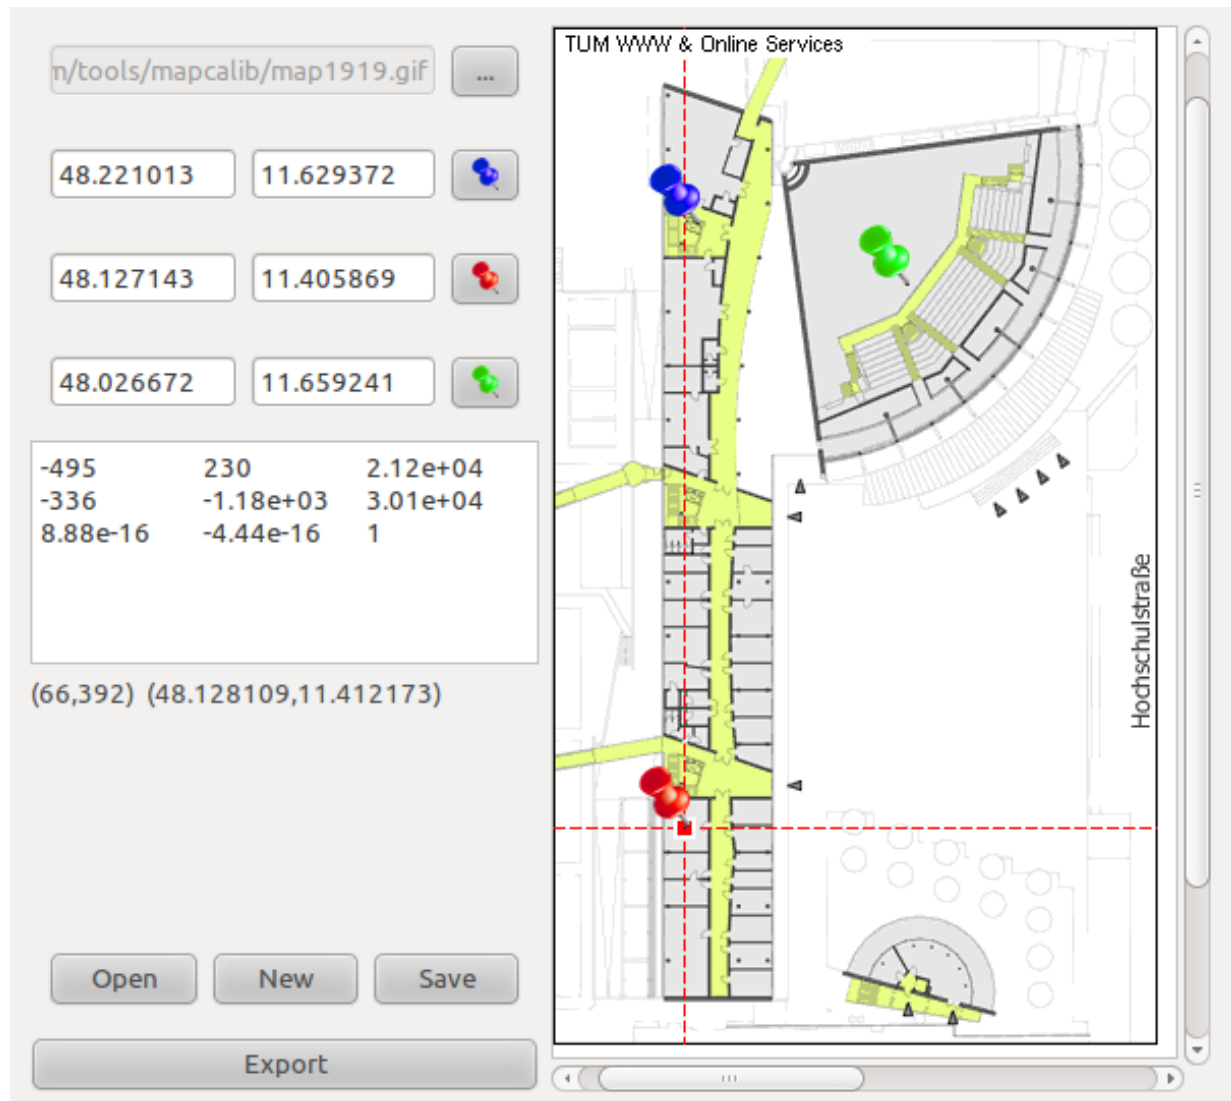 n/tools/mapcalib/map1919.gif ...
48.221013 11.629372
48.127143 11.405869
48.026672 11.659241
-495 230 2.12e+04
-336 -1.18e+03 3.01e+04
8.88e-16 -4.44e-16 1
(66,392) (48.128109,11.412173)
Open New Save
Export
TUM WWW & Online Services
Hochschulstraße